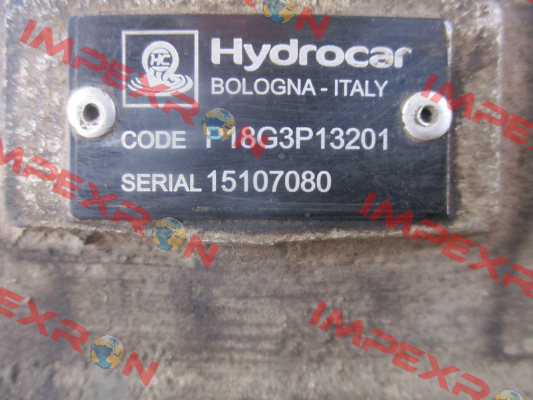 HC
Hydrocar
BOLOGNA - ITALY
CODE P18G3P13201
SERIAL 15107080
IMPEXRON
IMPEXRON
IMPEXRON
IMPEXRON